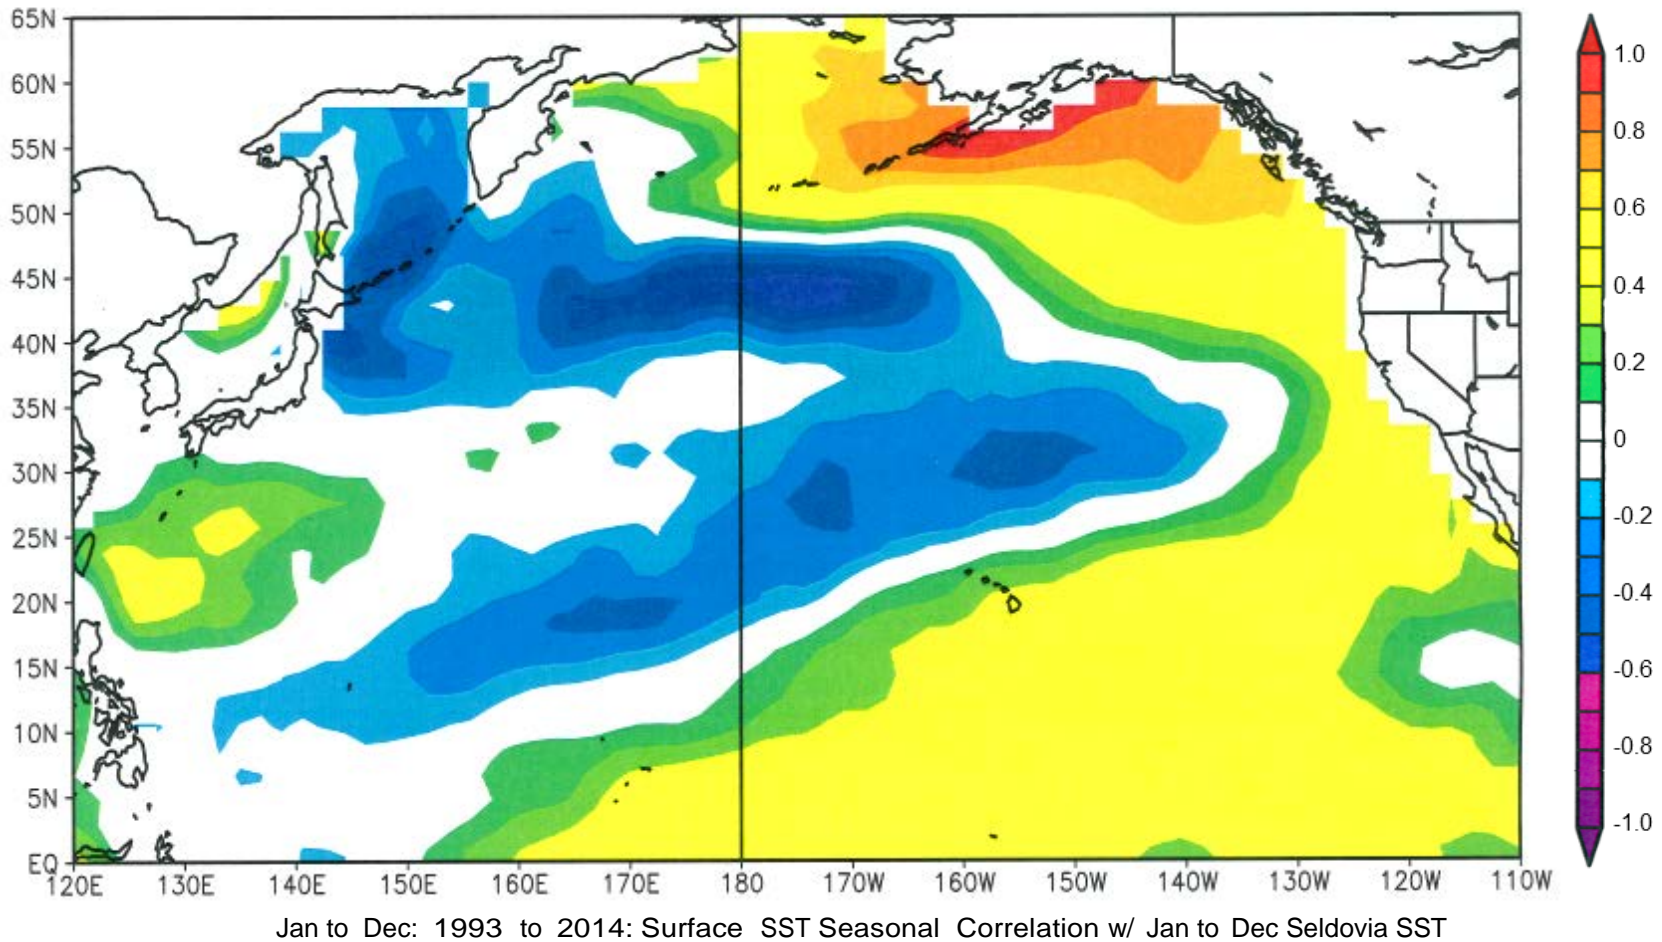 65N
60N
55N
50N
45N
40N
35N
30N
25N
20N
15N
10N
5N
EQ
120E 130E 140E 150E 160E 170E 180 170W 160W 150W 140W 130W 120W 110W
1.0
0.8
0.6
0.4
0.2
0
-0.2
-0.4
-0.6
-0.8
-1.0
Jan to Dec: 1993 to 2014: Surface SST Seasonal Correlation w/ Jan to Dec Seldovia SST